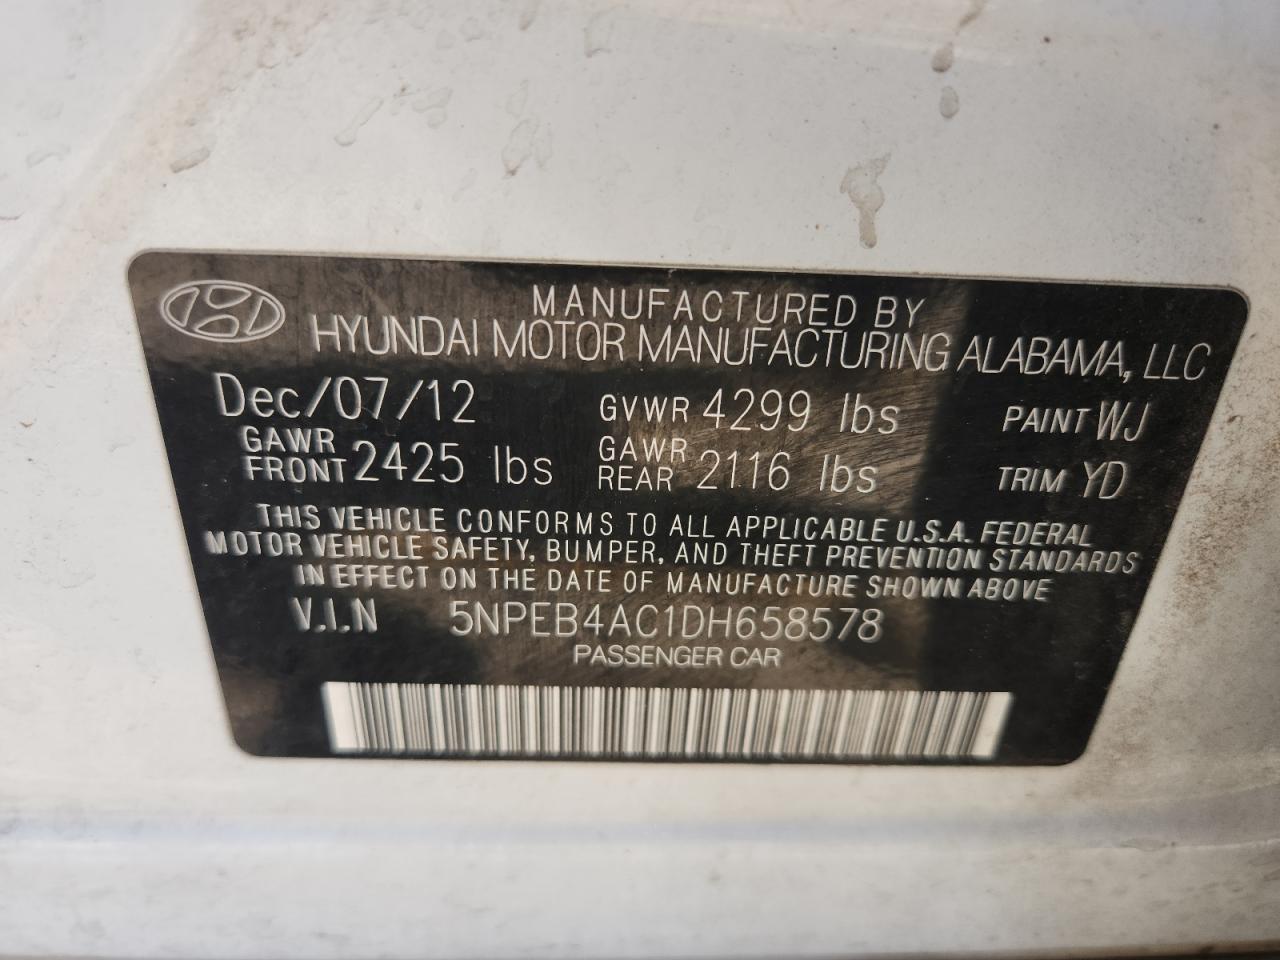 MANUFACTURED BY
HYUNDAI MOTOR MANUFACTURING ALABAMA, LLC
Dec/07/12 GVWR 4299 lbs PAINT WJ
GAWR FRONT 2425 lbs GAWR REAR 2116 lbs TRIM YD
THIS VEHICLE CONFORMS TO ALL APPLICABLE U.S.A. FEDERAL
MOTOR VEHICLE SAFETY, BUMPER, AND THEFT PREVENTION STANDARDS
IN EFFECT ON THE DATE OF MANUFACTURE SHOWN ABOVE
V.I.N 5NPEB4AC1DH658578
PASSENGER CAR